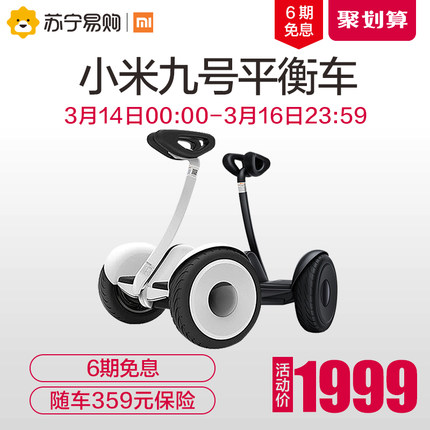 苏宁易购
6期
免息
聚划算
小米九号平衡车
3月14日00:00-3月16日23:59
6期免息
随车359元保险
活动价
1999